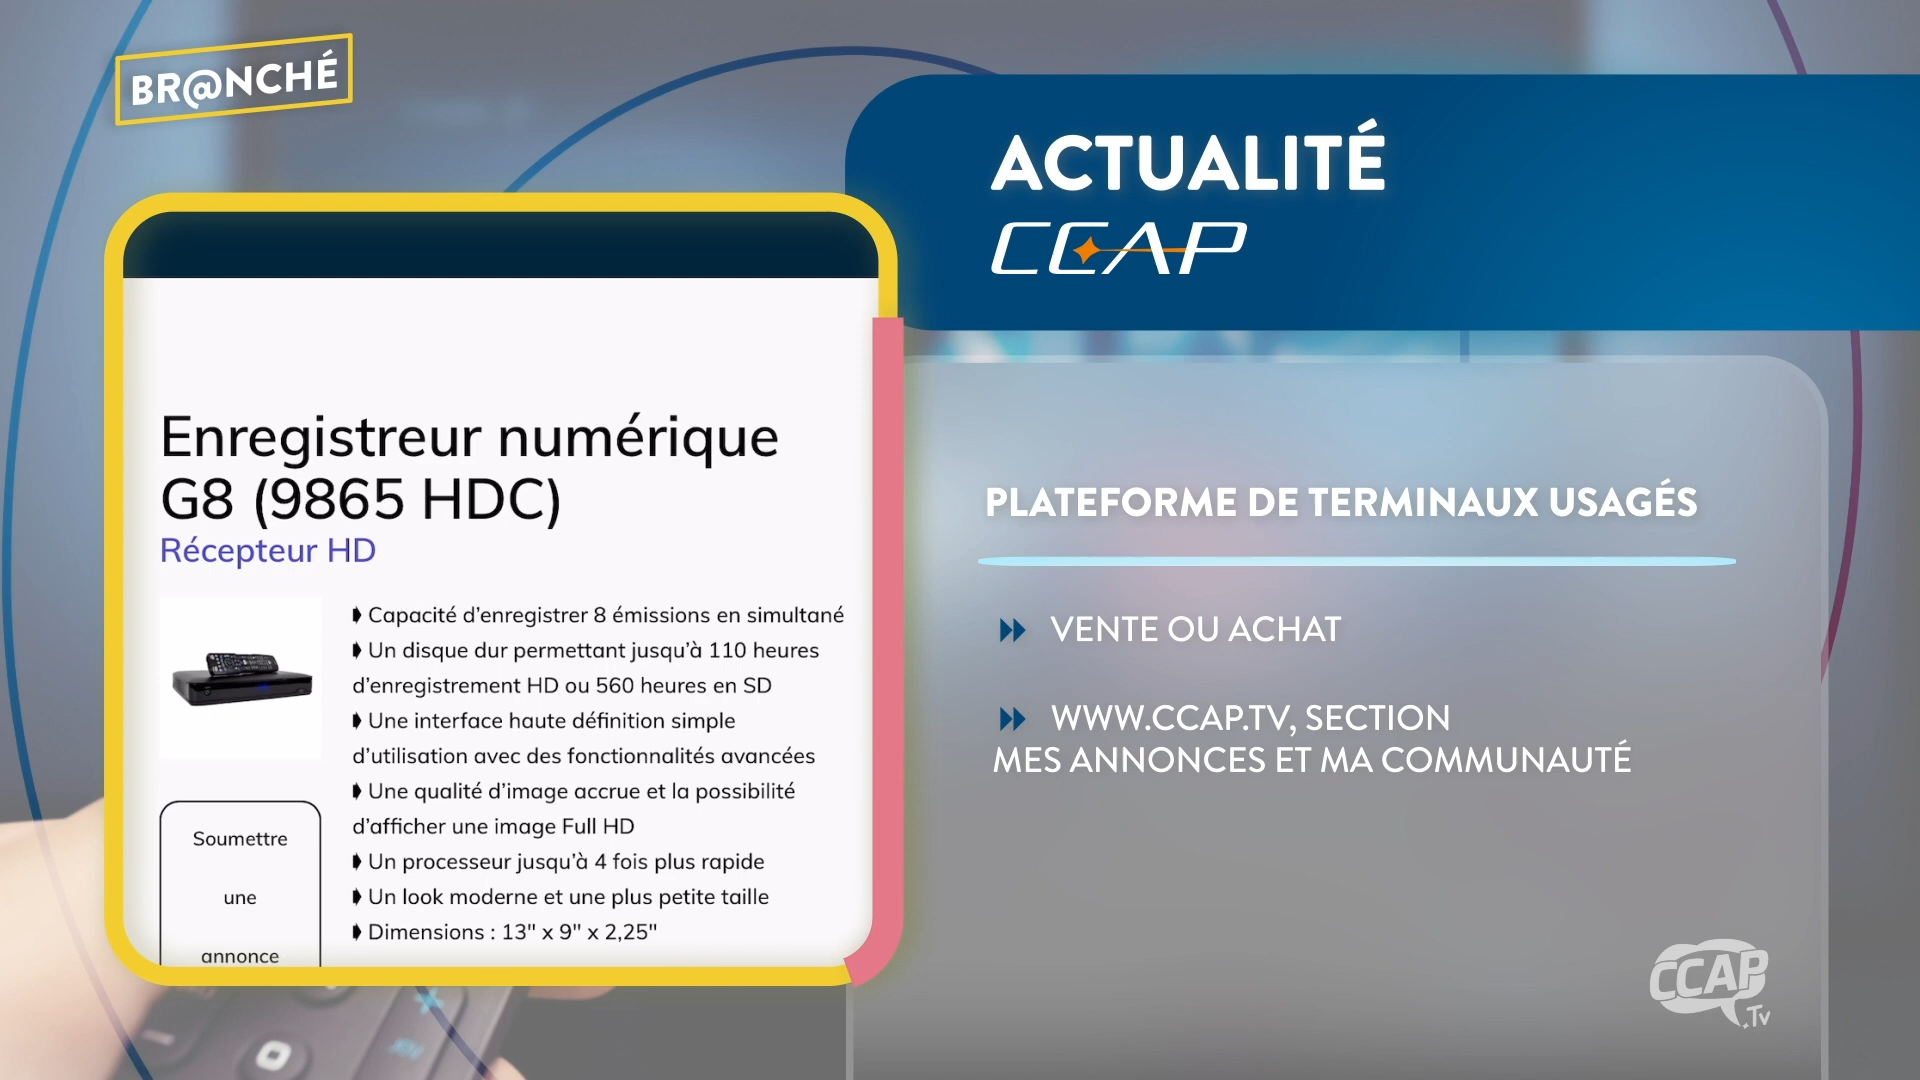 BR@NCHÉ
ACTUALITÉ
CCAP
Enregistreur numérique
G8 (9865 HDC)
Récepteur HD
➧ Capacité d’enregistrer 8 émissions en simultané
➧ Un disque dur permettant jusqu’à 110 heures
d’enregistrement HD ou 560 heures en SD
➧ Une interface haute définition simple
d’utilisation avec des fonctionnalités avancées
➧ Une qualité d’image accrue et la possibilité
d’afficher une image Full HD
➧ Un processeur jusqu’à 4 fois plus rapide
➧ Un look moderne et une plus petite taille
➧ Dimensions : 13" x 9" x 2,25"
Soumettre
une
annonce
PLATEFORME DE TERMINAUX USAGÉS
VENTE OU ACHAT
WWW.CCAP.TV, SECTION
MES ANNONCES ET MA COMMUNAUTÉ
CCAP
.Tv